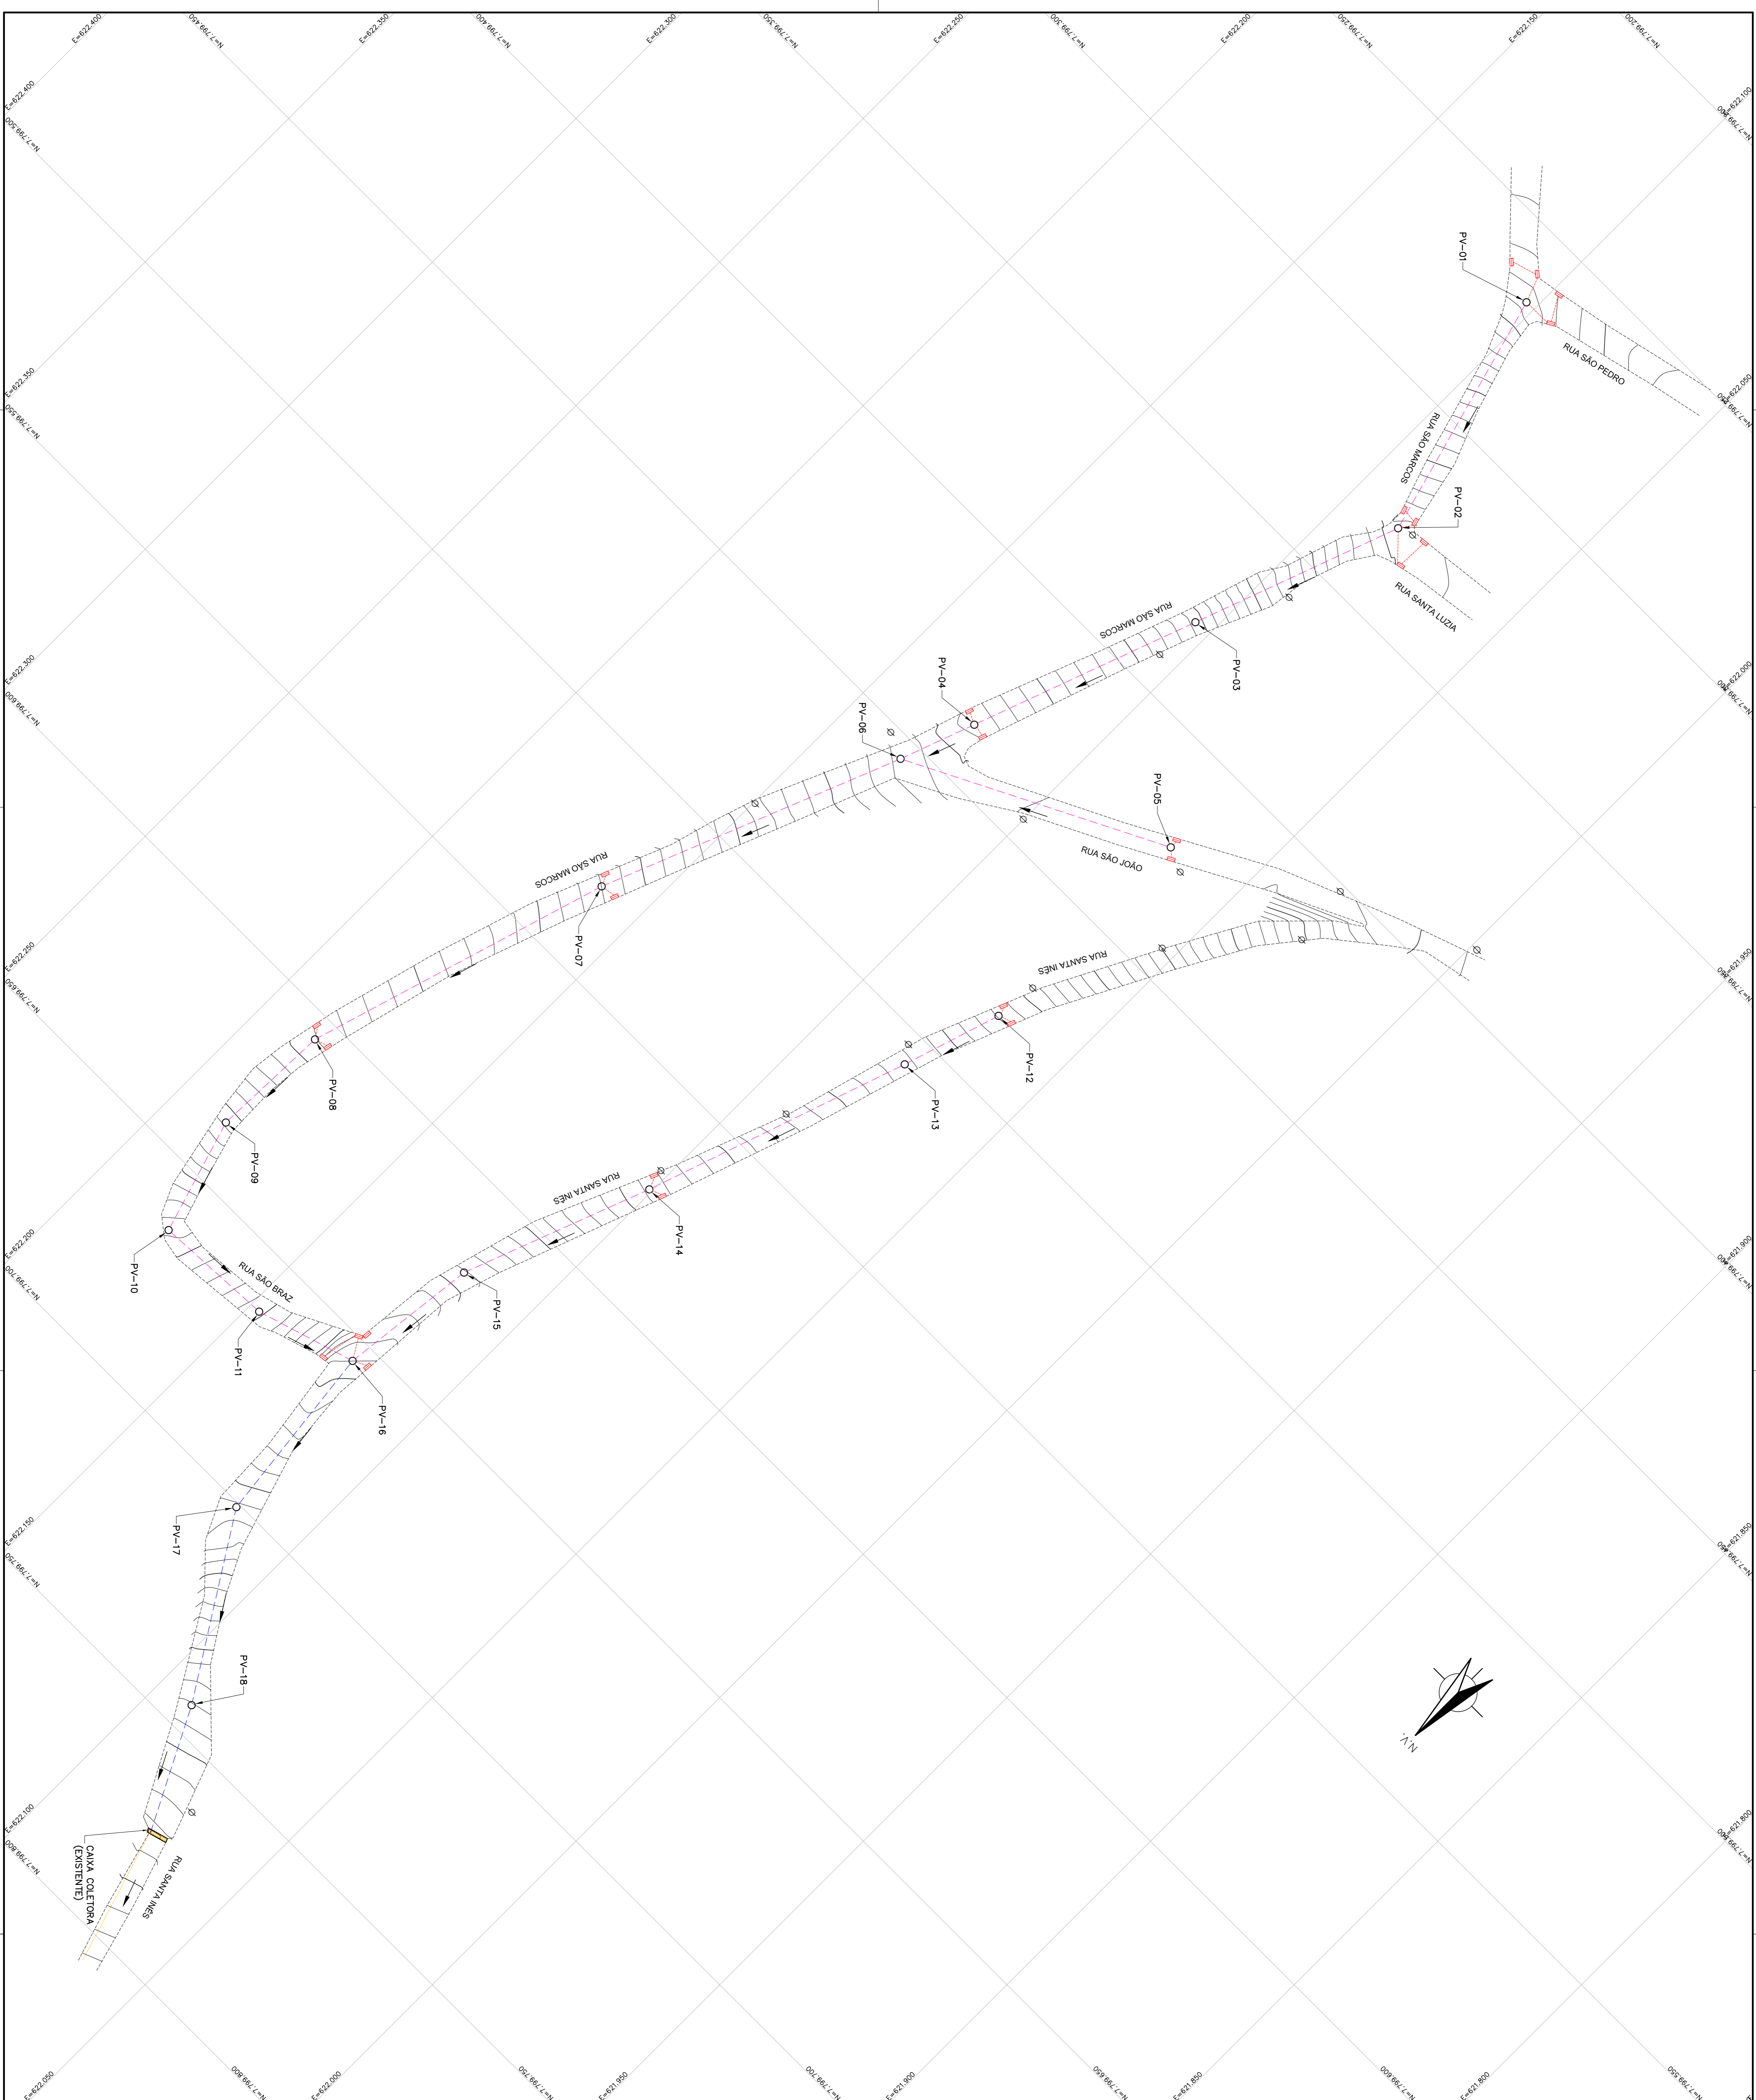 E=622.400
N=7.799.450
E=622.350
N=7.799.400
E=622.300
N=7.799.350
E=622.250
N=7.799.300
E=622.200
N=7.799.250
E=622.150
N=7.799.200
E=622.400
N=7.799.500
E=622.100
PV-01
RUA SÃO PEDRO
E=622.350
N=7.799.550
E=622.050
RUA SÃO MARCOS
PV-02
RUA SANTA LUZIA
RUA SÃO MARCOS
PV-03
E=622.300
N=7.799.600
E=622.000
PV-04
PV-06
PV-05
RUA SÃO JOÃO
RUA SÃO MARCOS
PV-07
E=622.250
N=7.799.650
E=621.950
RUA SANTA INÊS
PV-12
PV-08
PV-13
PV-09
RUA SANTA INÊS
PV-14
E=622.200
N=7.799.700
E=621.900
PV-10
RUA SÃO BRAZ
PV-15
PV-11
PV-16
E=622.150
N=7.799.750
E=621.850
PV-17
PV-18
N.V.
E=622.100
N=7.799.800
E=621.800
CAIXA COLETORA
(EXISTENTE)
RUA SANTA INÊS
E=622.050
N=7.799.800
E=622.000
N=7.799.750
E=621.950
N=7.799.700
E=621.900
N=7.799.650
E=621.850
N=7.799.600
E=621.800
N=7.799.550